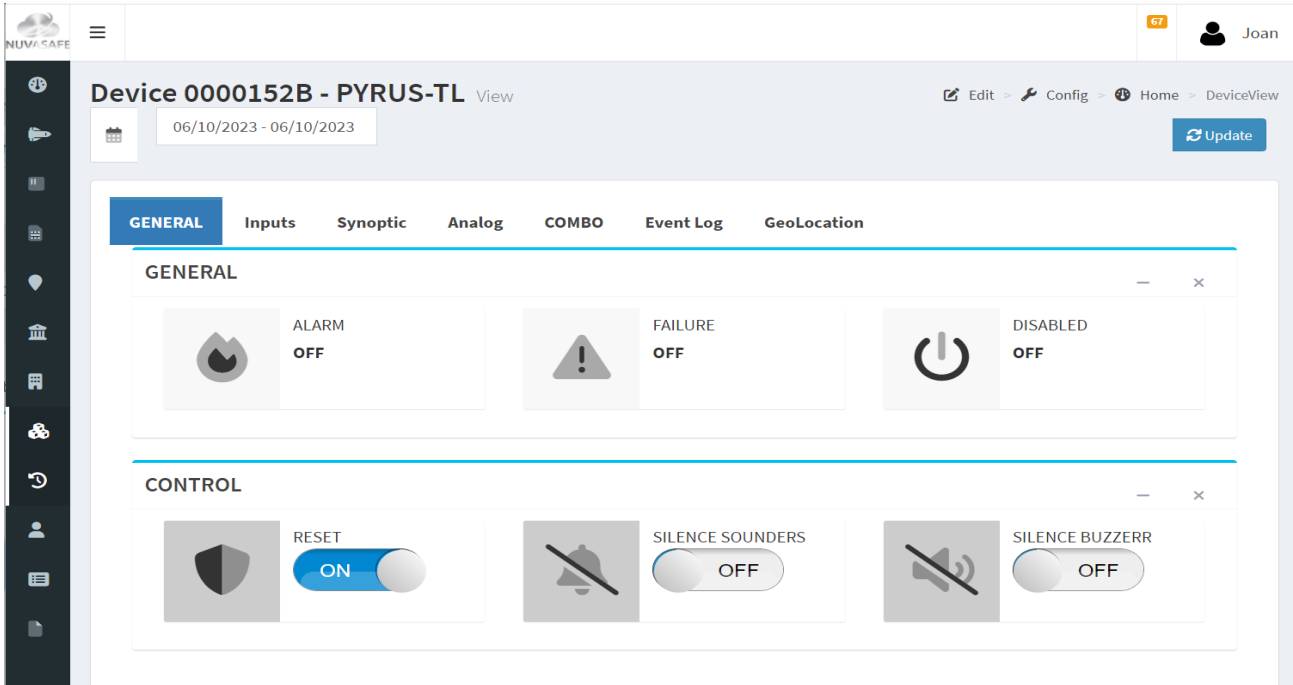 NUVASAFE
67
Joan
Device 0000152B - PYRUS-TL View
Edit > Config > Home > DeviceView
06/10/2023 - 06/10/2023
Update
GENERAL Inputs Synoptic Analog COMBO Event Log GeoLocation
GENERAL
ALARM
OFF
FAILURE
OFF
DISABLED
OFF
CONTROL
RESET
ON
SILENCE SOUNDERS
OFF
SILENCE BUZZERR
OFF